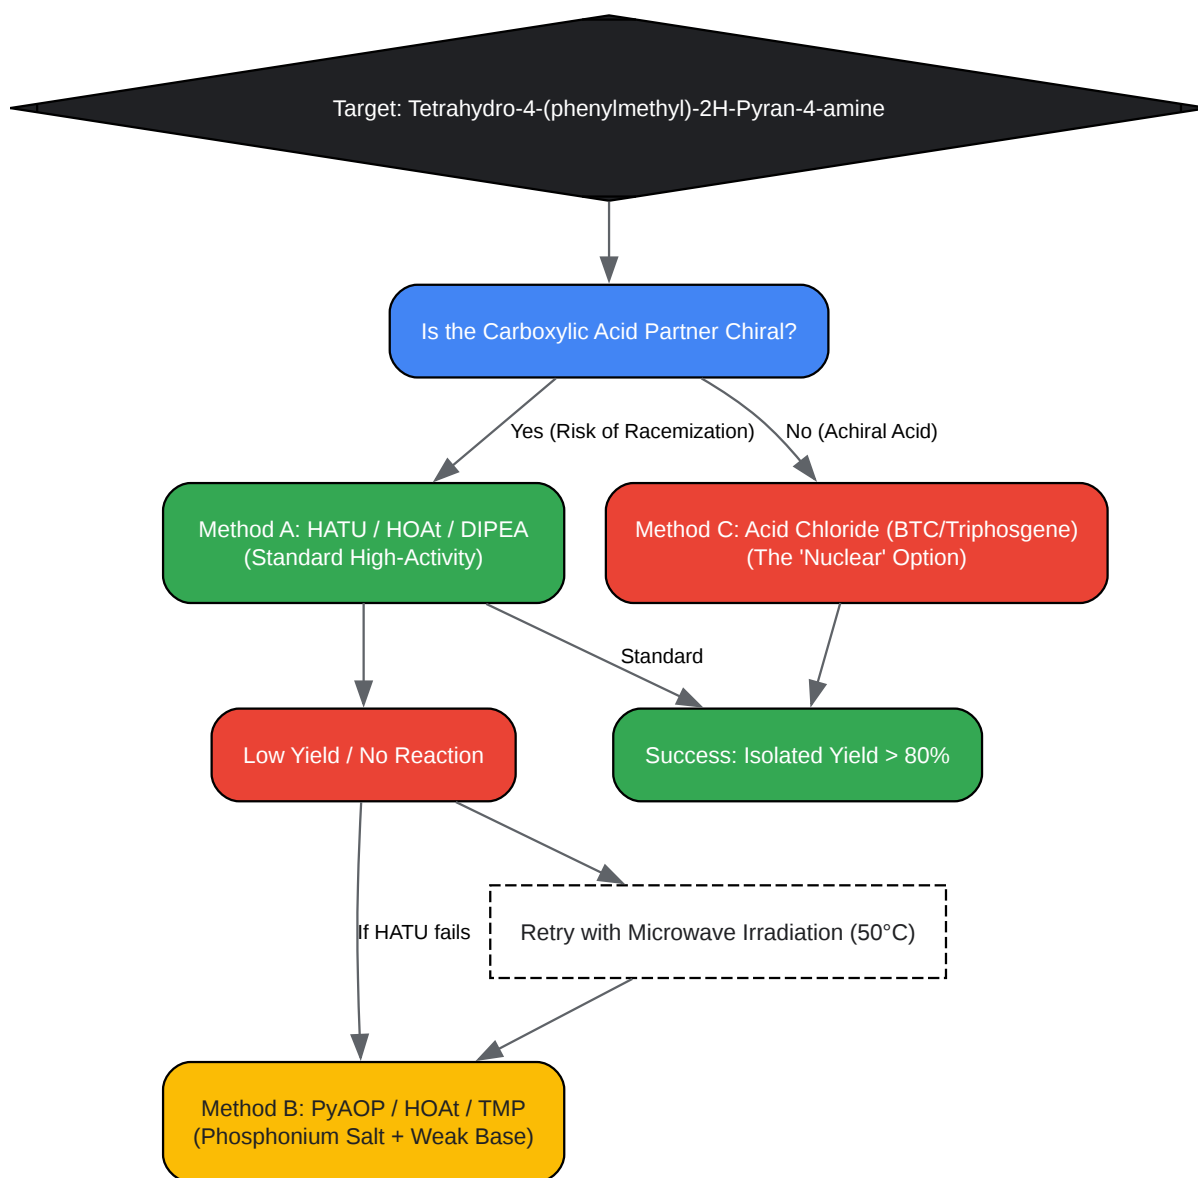 Target: Tetrahydro-4-(phenylmethyl)-2H-Pyran-4-amine
Is the Carboxylic Acid Partner Chiral?
Yes (Risk of Racemization)
No (Achiral Acid)
Method A: HATU / HOAt / DIPEA
(Standard High-Activity)
Method C: Acid Chloride (BTC/Triphosgene)
(The 'Nuclear' Option)
Standard
Low Yield / No Reaction
Success: Isolated Yield > 80%
If HATU fails
Retry with Microwave Irradiation (50°C)
Method B: PyAOP / HOAt / TMP
(Phosphonium Salt + Weak Base)